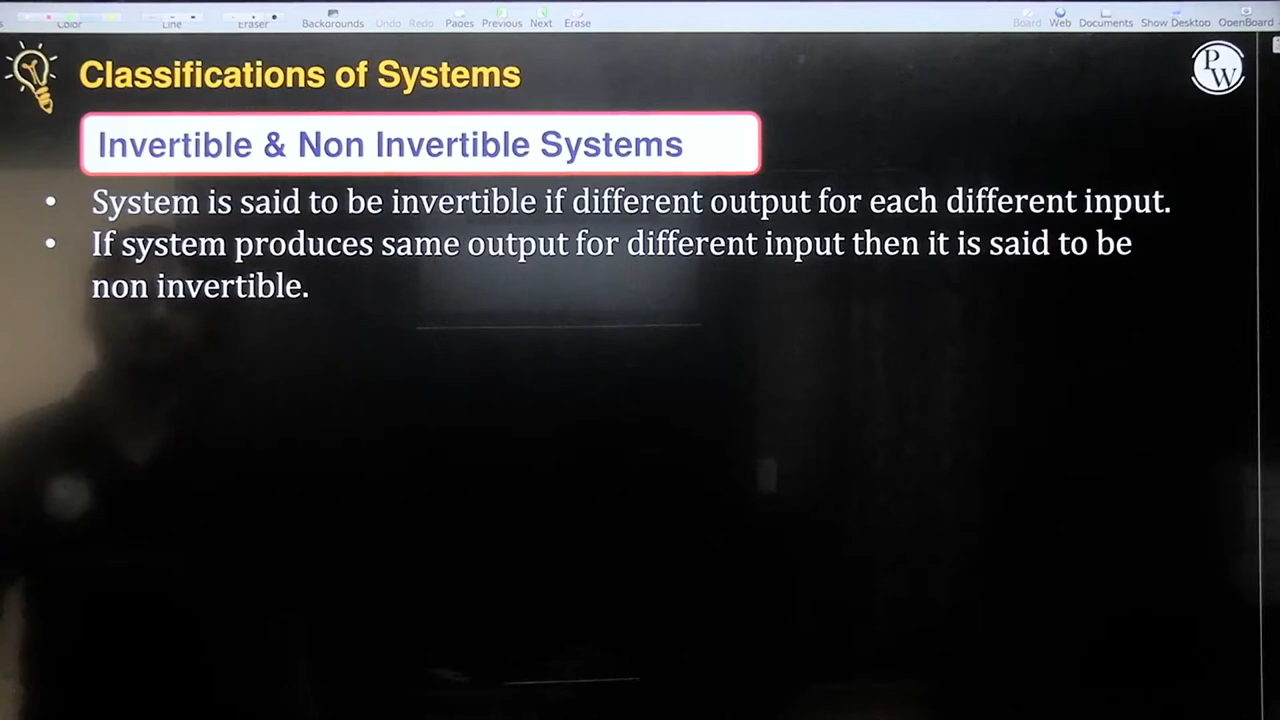 Color Line Eraser Backgrounds Undo Redo Pages Previous Next Erase Board Web Documents Show Desktop OpenBoard
Classifications of Systems
PW
Invertible & Non Invertible Systems
• System is said to be invertible if different output for each different input.
• If system produces same output for different input then it is said to be
non invertible.